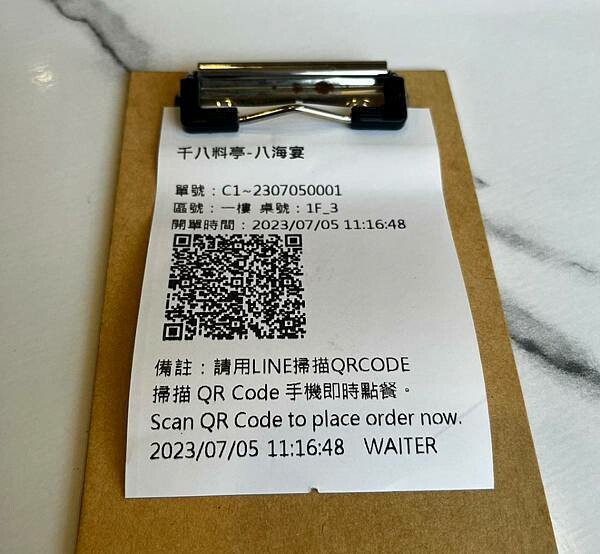 千八料亭-八海宴
單號：C1~2307050001
區號：一樓 桌號：1F_3
開單時間：2023/07/05 11:16:48
備註：請用LINE掃描QRCODE
掃描 QR Code 手機即時點餐。
Scan QR Code to place order now.
2023/07/05 11:16:48 WAITER